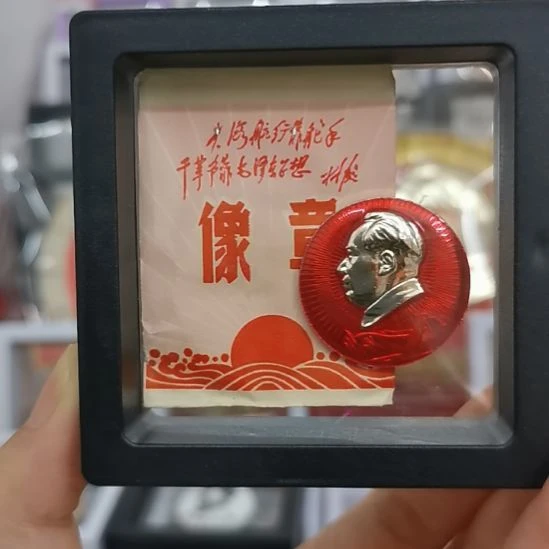 大海航行靠舵手
干革命靠毛泽东思想 林彪
像章